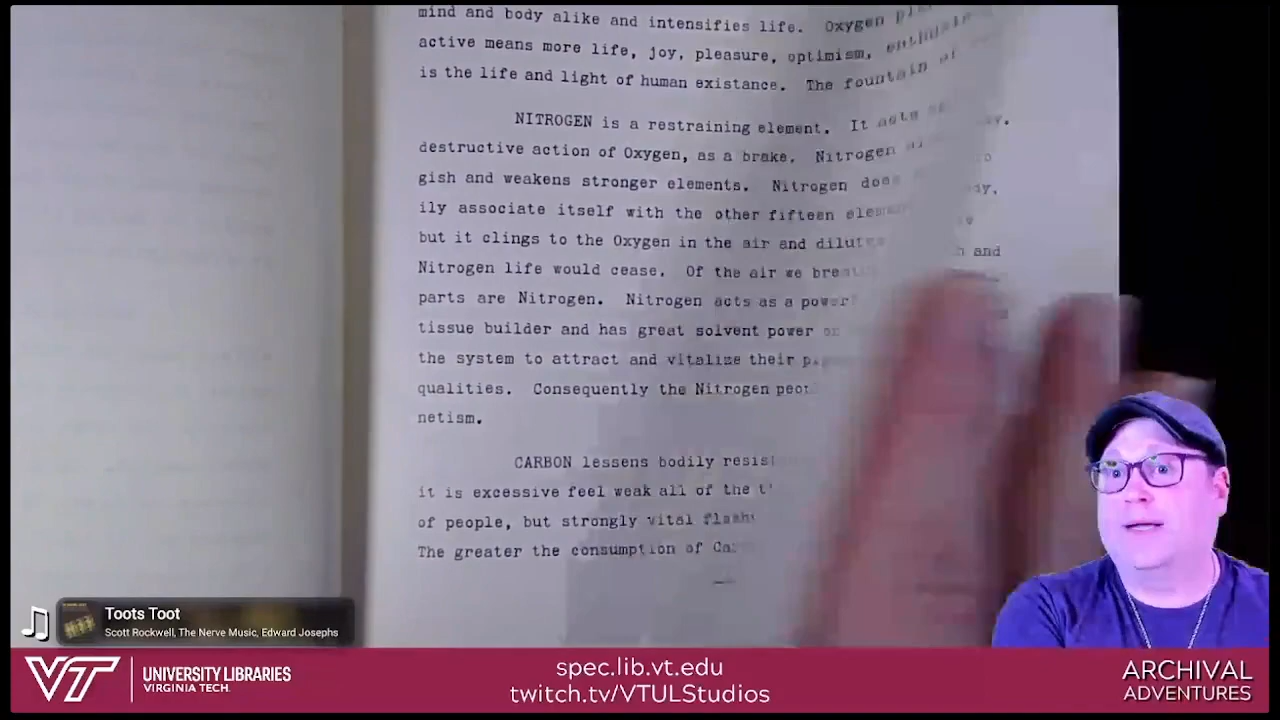 mind and body alike and intensifies life. Oxygen
active means more life, joy, pleasure, optimism,
is the life and light of human existance. The fountain of
NITROGEN is a restraining element. It acts
destructive action of Oxygen, as a brake. Nitrogen
gish and weakens stronger elements. Nitrogen does
ily associate itself with the other fifteen
but it clings to the Oxygen in the air and and
Nitrogen life would cease. Of the air we
parts are Nitrogen. Nitrogen acts as a
tissue builder and has great solvent power
the system to attract and vitalize their
qualities. Consequently the Nitrogen
netism.
CARBON lessens bodily
it is excessive feel weak all of the
of people, but strongly vital
The greater the consumption of
Toots Toot
Scott Rockwell, The Nerve Music, Edward Josephs
VT UNIVERSITY LIBRARIES
VIRGINIA TECH.
spec.lib.vt.edu
twitch.tv/VTULStudios
ARCHIVAL
ADVENTURES